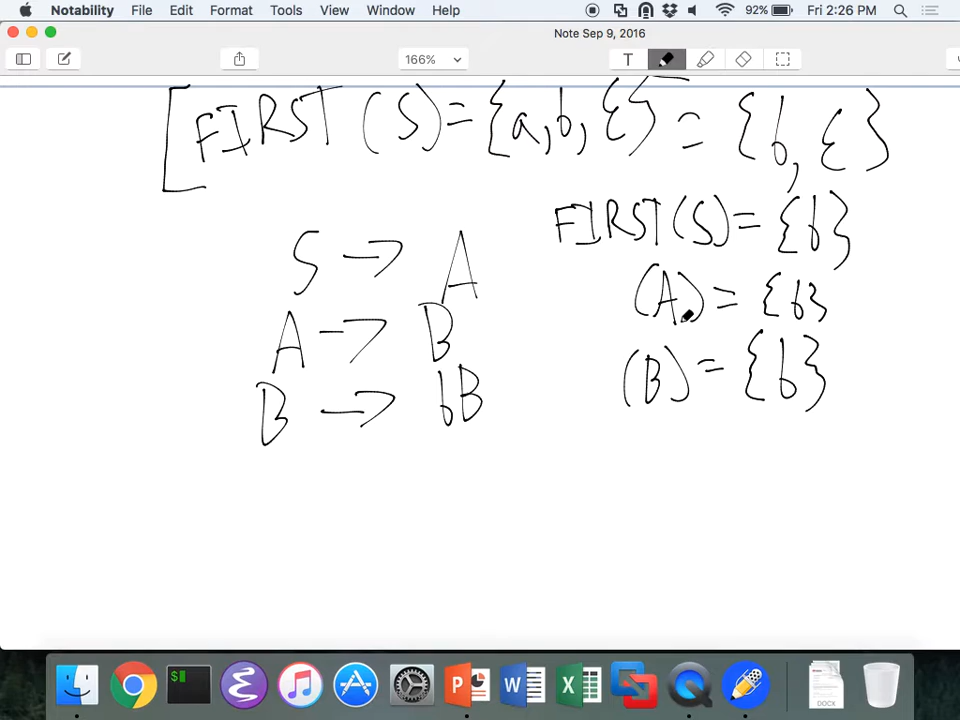 Notability File Edit Format Tools View Window Help 92% Fri 2:26 PM
Note Sep 9, 2016
166% T
[FIRST(S)={a,b,ε} = {b,ε}
FIRST(S)={b}
S → A
(A)={b}
A → B
(B)={b}
B → bB
$
P W X
DOCX